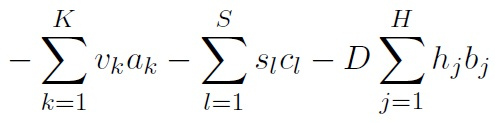 $-\sum_{k=1}^{K} v_k a_k - \sum_{l=1}^{S} s_l c_l - D \sum_{j=1}^{H} h_j b_j$